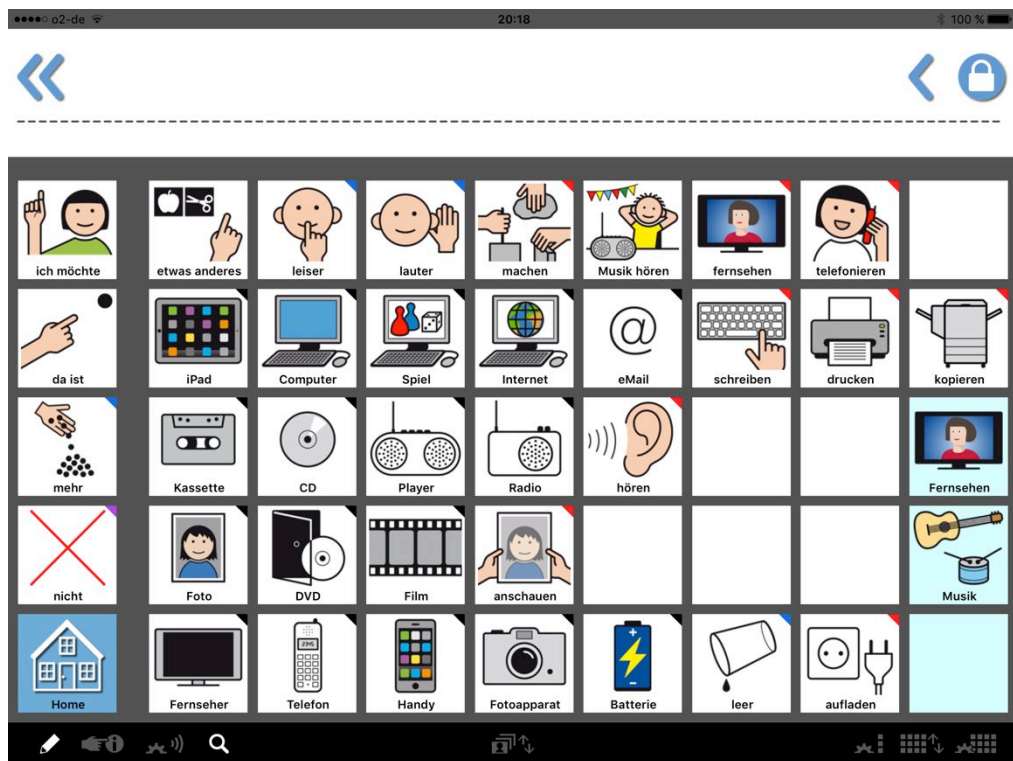 o2-de 20:18 100 %
ich möchte etwas anderes leiser lauter machen Musik hören fernsehen telefonieren
da ist iPad Computer Spiel Internet @ eMail schreiben drucken kopieren
mehr Kassette CD Player Radio hören Fernsehen
nicht Foto DVD Film anschauen Musik
Home Fernseher Telefon Handy Fotoapparat Batterie leer aufladen